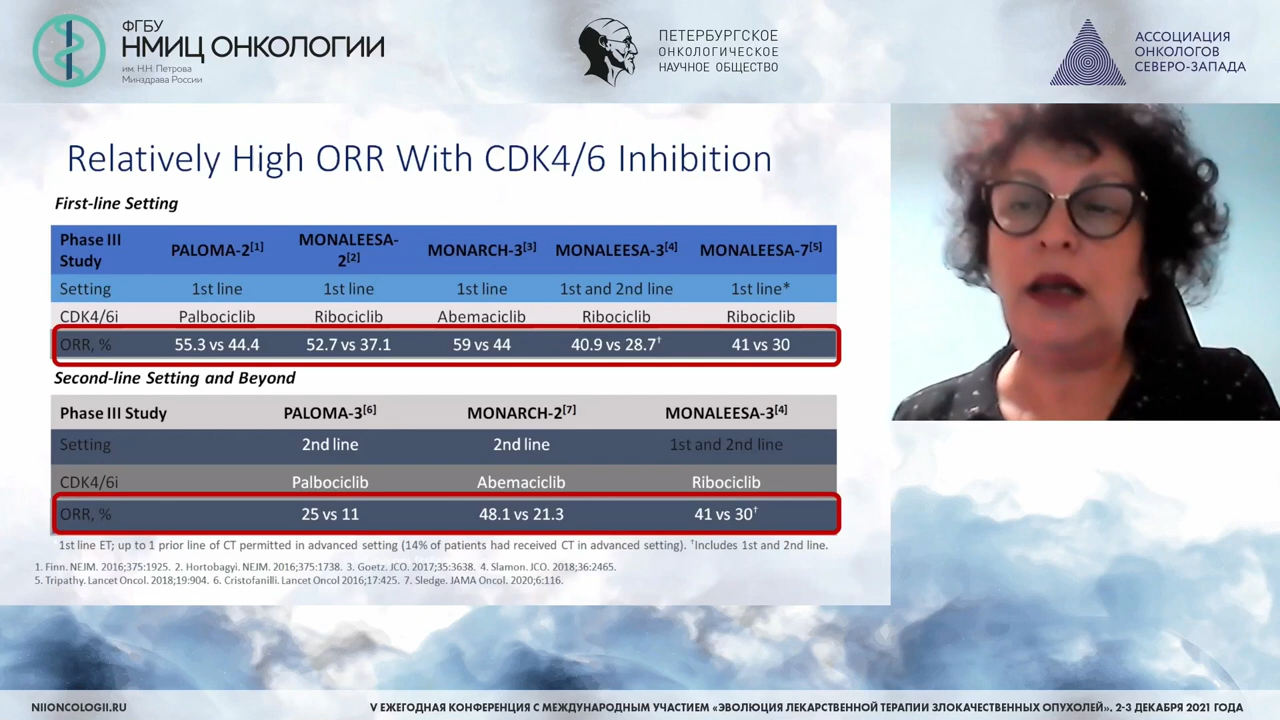 ФГБУ
НМИЦ ОНКОЛОГИИ
им. Н.Н. Петрова
Минздрава России
ПЕТЕРБУРГСКОЕ
ОНКОЛОГИЧЕСКОЕ
НАУЧНОЕ ОБЩЕСТВО
АССОЦИАЦИЯ
ОНКОЛОГОВ
СЕВЕРО-ЗАПАДА
Relatively High ORR With CDK4/6 Inhibition
First-line Setting
Phase III Study PALOMA-2[1] MONALEESA-2[2] MONARCH-3[3] MONALEESA-3[4] MONALEESA-7[5]
Setting 1st line 1st line 1st line 1st and 2nd line 1st line*
CDK4/6i Palbociclib Ribociclib Abemaciclib Ribociclib Ribociclib
ORR, % 55.3 vs 44.4 52.7 vs 37.1 59 vs 44 40.9 vs 28.7† 41 vs 30
Second-line Setting and Beyond
Phase III Study PALOMA-3[6] MONARCH-2[7] MONALEESA-3[4]
Setting 2nd line 2nd line 1st and 2nd line
CDK4/6i Palbociclib Abemaciclib Ribociclib
ORR, % 25 vs 11 48.1 vs 21.3 41 vs 30†
1st line ET; up to 1 prior line of CT permitted in advanced setting (14% of patients had received CT in advanced setting). †Includes 1st and 2nd line.
1. Finn. NEJM. 2016;375:1925. 2. Hortobagyi. NEJM. 2016;375:1738. 3. Goetz. JCO. 2017;35:3638. 4. Slamon. JCO. 2018;36:2465.
5. Tripathy. Lancet Oncol. 2018;19:904. 6. Cristofanilli. Lancet Oncol 2016;17:425. 7. Sledge. JAMA Oncol. 2020;6:116.
NIIONCOLOGII.RU
V ЕЖЕГОДНАЯ КОНФЕРЕНЦИЯ С МЕЖДУНАРОДНЫМ УЧАСТИЕМ «ЭВОЛЮЦИЯ ЛЕКАРСТВЕННОЙ ТЕРАПИИ ЗЛОКАЧЕСТВЕННЫХ ОПУХОЛЕЙ». 2-3 ДЕКАБРЯ 2021 ГОДА